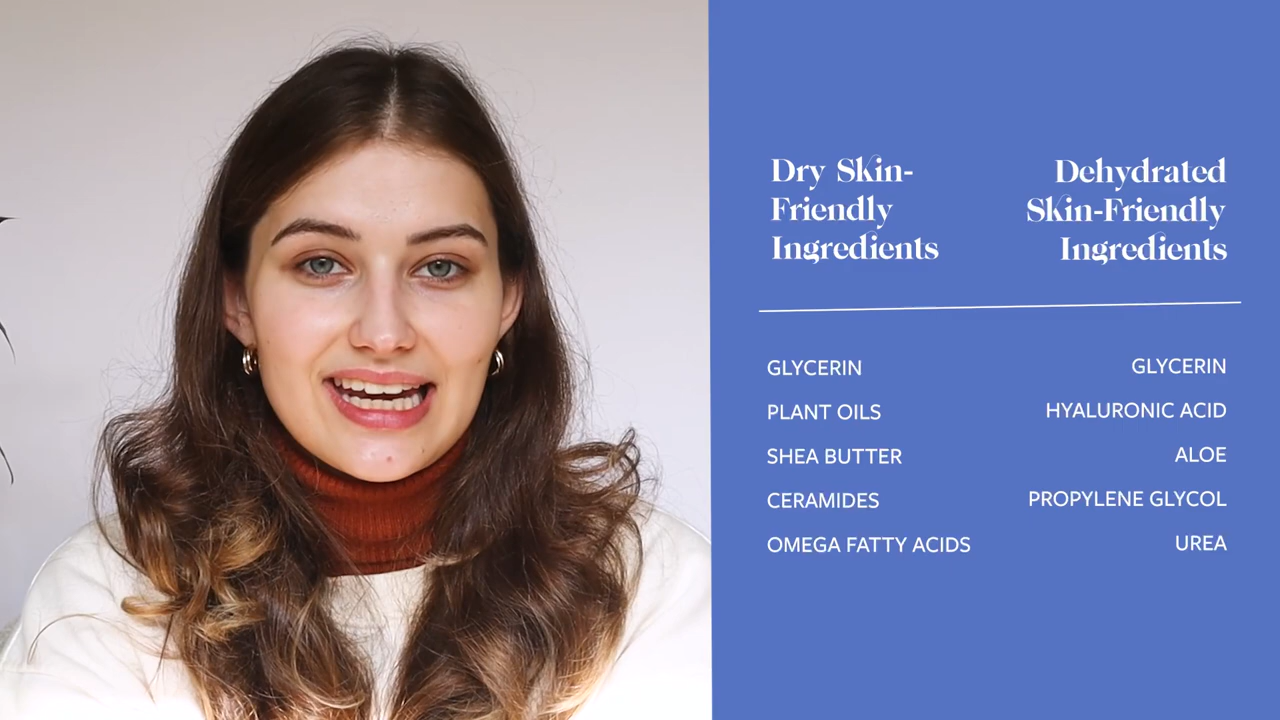 Dry Skin-
Friendly
Ingredients
Dehydrated
Skin-Friendly
Ingredients
GLYCERIN
PLANT OILS
SHEA BUTTER
CERAMIDES
OMEGA FATTY ACIDS
GLYCERIN
HYALURONIC ACID
ALOE
PROPYLENE GLYCOL
UREA